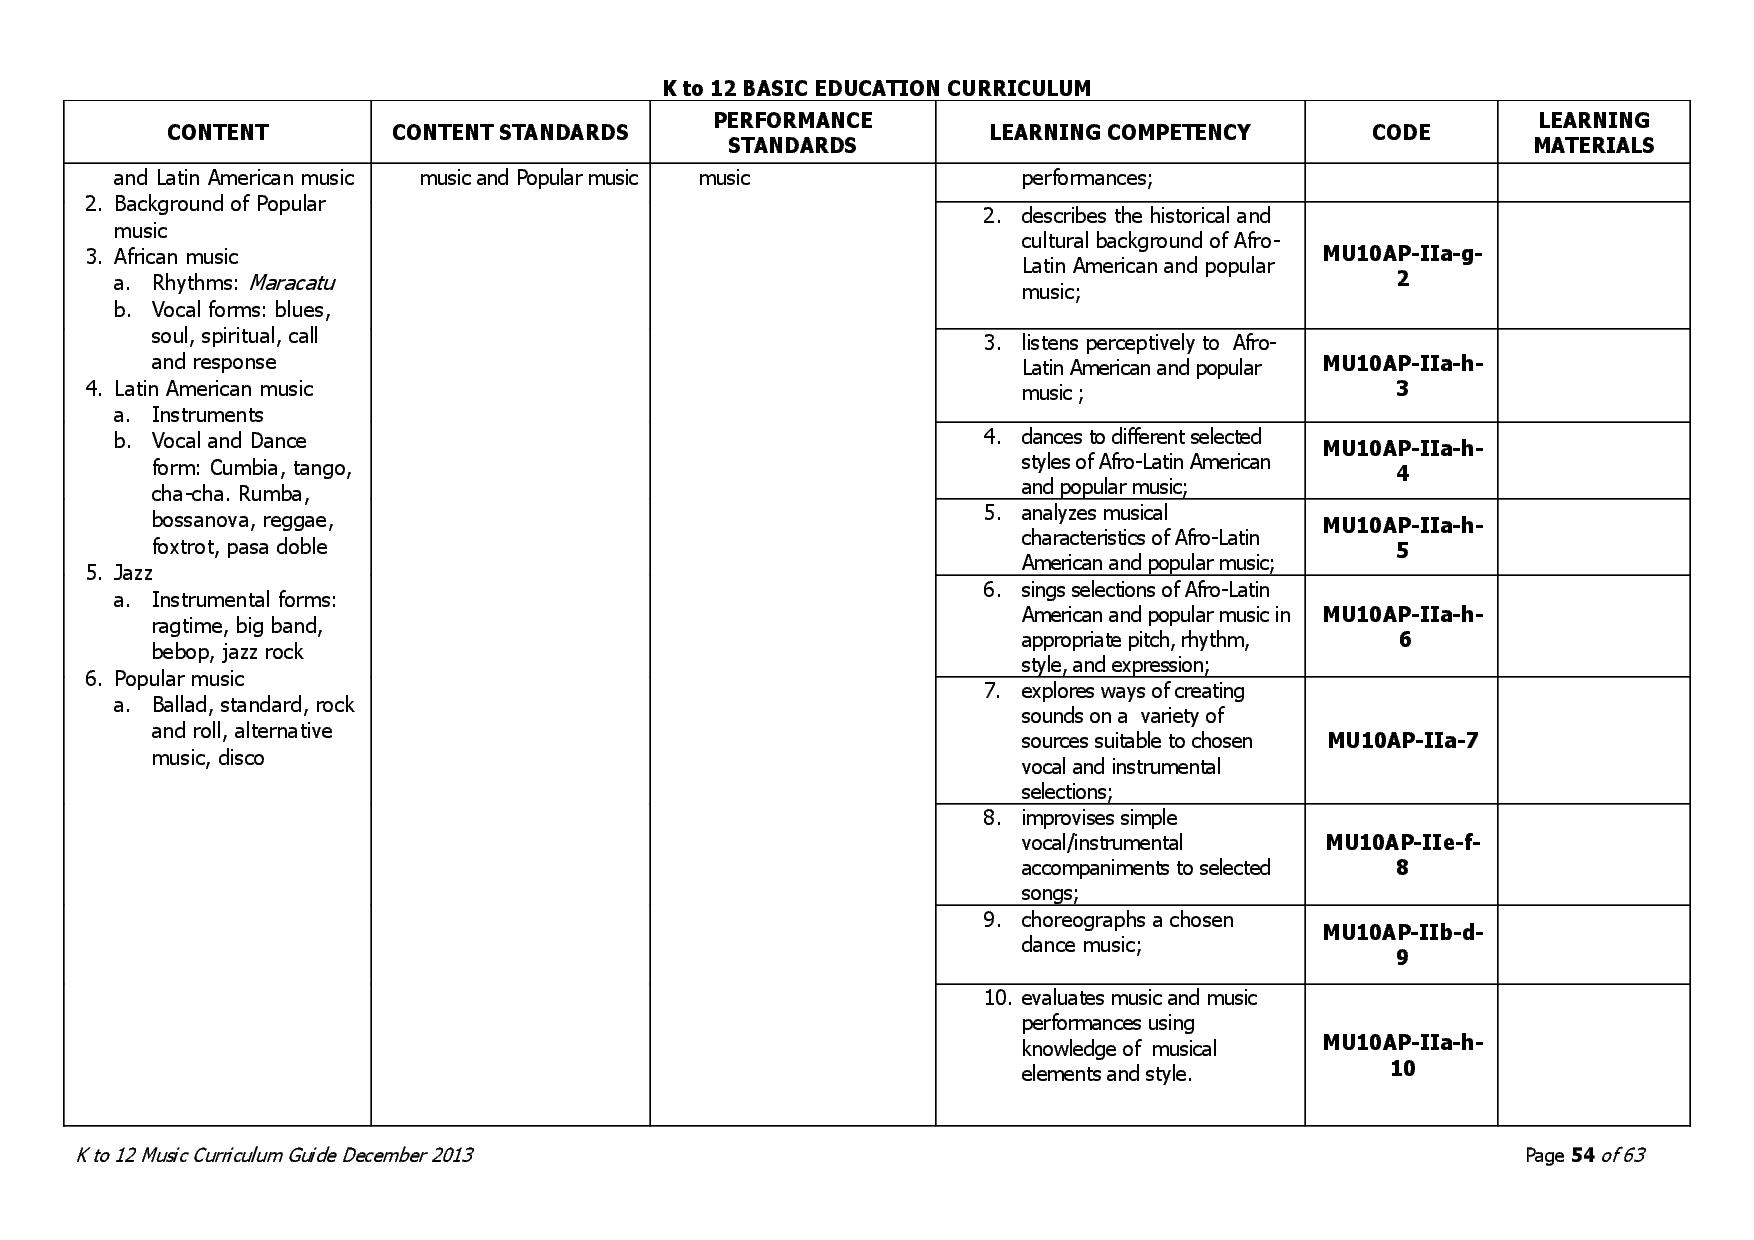 K to 12 BASIC EDUCATION CURRICULUM
CONTENT
CONTENT STANDARDS
PERFORMANCE
STANDARDS
LEARNING COMPETENCY
CODE
LEARNING
MATERIALS
and Latin American music
2. Background of Popular
music
3. African music
a. Rhythms: Maracatu
b. Vocal forms: blues,
soul, spiritual, call
and response
4. Latin American music
a. Instruments
b. Vocal and Dance
form: Cumbia, tango,
cha-cha. Rumba,
bossanova, reggae,
foxtrot, pasa doble
5. Jazz
a. Instrumental forms:
ragtime, big band,
bebop, jazz rock
6. Popular music
a. Ballad, standard, rock
and roll, alternative
music, disco
music and Popular music
music
performances;
2. describes the historical and
cultural background of Afro-
Latin American and popular
music;
MU10AP-IIa-g-
2
3. listens perceptively to Afro-
Latin American and popular
music ;
MU10AP-IIa-h-
3
4. dances to different selected
styles of Afro-Latin American
and popular music;
MU10AP-IIa-h-
4
5. analyzes musical
characteristics of Afro-Latin
American and popular music;
MU10AP-IIa-h-
5
6. sings selections of Afro-Latin
American and popular music in
appropriate pitch, rhythm,
style, and expression;
MU10AP-IIa-h-
6
7. explores ways of creating
sounds on a variety of
sources suitable to chosen
vocal and instrumental
selections;
MU10AP-IIa-7
8. improvises simple
vocal/instrumental
accompaniments to selected
songs;
MU10AP-IIe-f-
8
9. choreographs a chosen
dance music;
MU10AP-IIb-d-
9
10. evaluates music and music
performances using
knowledge of musical
elements and style.
MU10AP-IIa-h-
10
K to 12 Music Curriculum Guide December 2013
Page 54 of 63